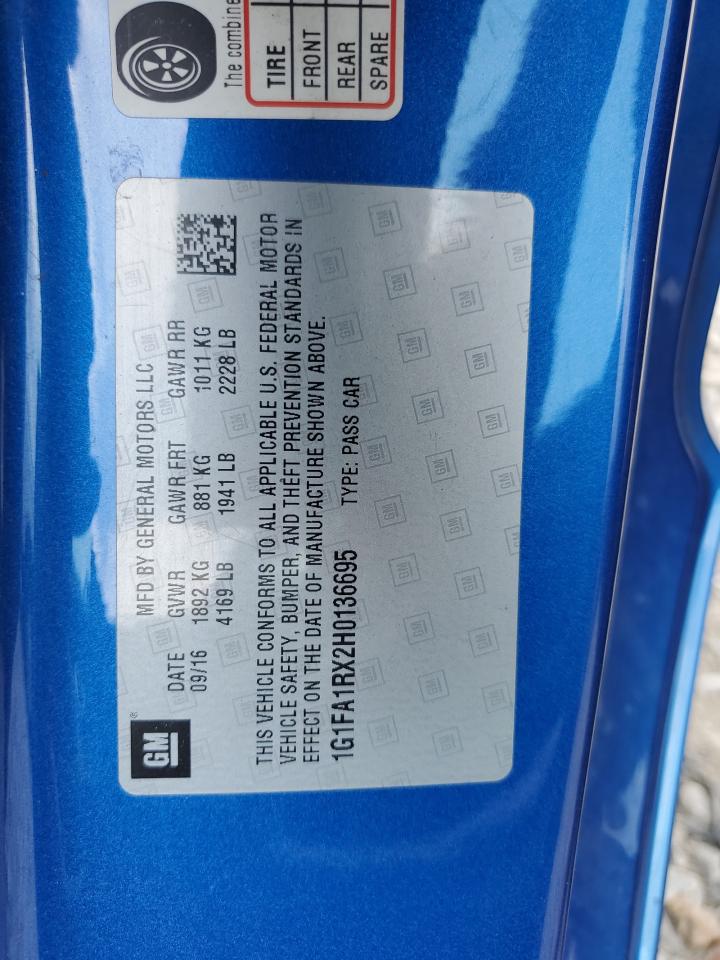 The combine
TIRE
FRONT
REAR
SPARE
GM®
MFD BY GENERAL MOTORS LLC
DATE GVWR GAWR FRT GAWR RR
09/16 1892 KG 881 KG 1011 KG
4169 LB 1941 LB 2228 LB
THIS VEHICLE CONFORMS TO ALL APPLICABLE U.S. FEDERAL MOTOR
VEHICLE SAFETY, BUMPER, AND THEFT PREVENTION STANDARDS IN
EFFECT ON THE DATE OF MANUFACTURE SHOWN ABOVE.
1G1FA1RX2H0136695 TYPE: PASS CAR